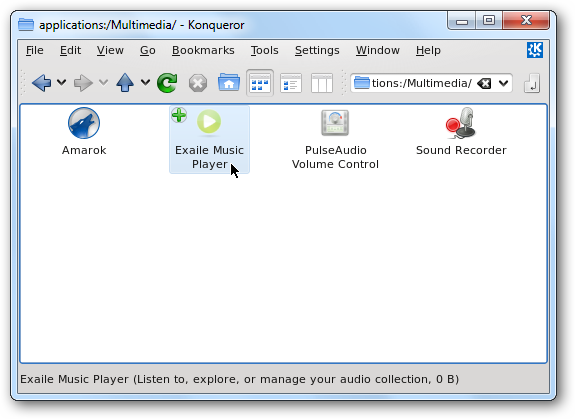 applications:/Multimedia/ - Konqueror
File Edit View Go Bookmarks Tools Settings Window Help
tions:/Multimedia/
Amarok
Exaile Music
Player
PulseAudio
Volume Control
Sound Recorder
Exaile Music Player (Listen to, explore, or manage your audio collection, 0 B)